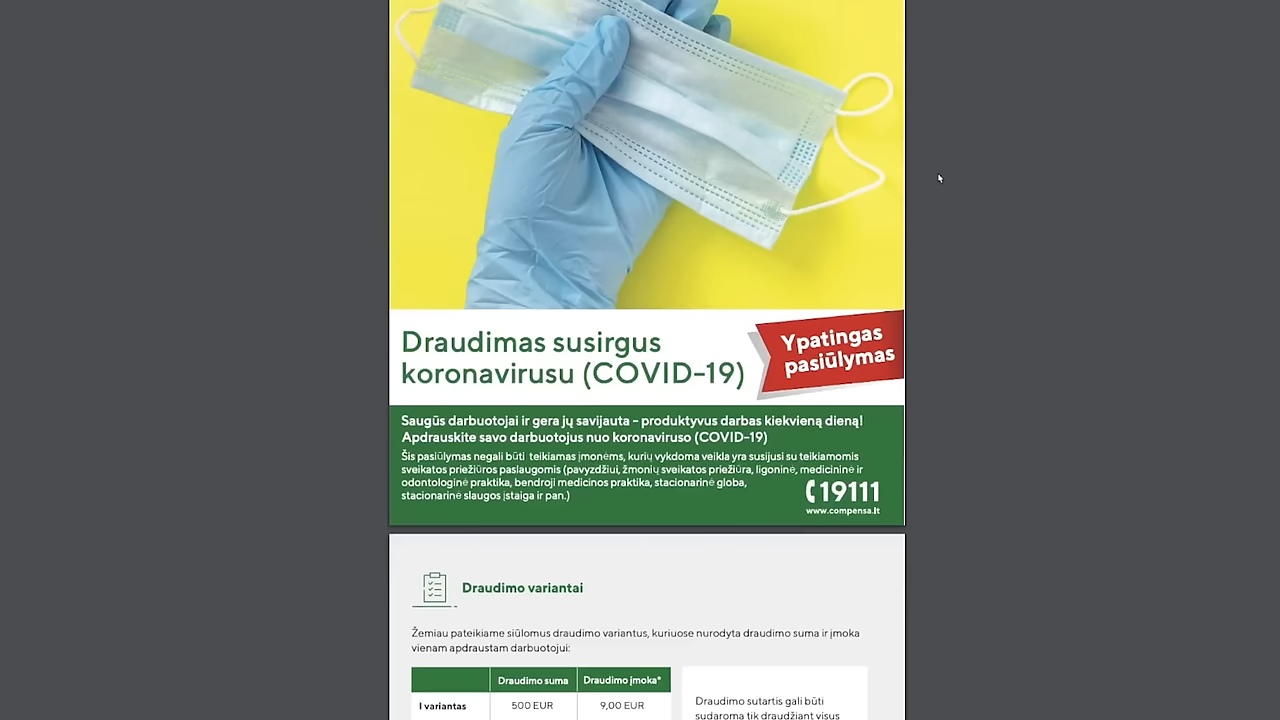 Draudimas susirgus
koronavirusu (COVID-19)
Ypatingas
pasiūlymas
Saugūs darbuotojai ir gera jų savijauta - produktyvus darbas kiekvieną dieną!
Apdrauskite savo darbuotojus nuo koronaviruso (COVID-19)
Šis pasiūlymas negali būti teikiamas įmonėms, kurių vykdoma veikla yra susijusi su teikiamomis
sveikatos priežiūros paslaugomis (pavyzdžiui, žmonių sveikatos priežiūra, ligoninė, medicininė ir
odontologinė praktika, bendroji medicinos praktika, stacionarinė globa,
stacionarinė slaugos įstaiga ir pan.)
19111
www.compensa.lt
Draudimo variantai
Žemiau pateikiame siūlomus draudimo variantus, kuriuose nurodyta draudimo suma ir įmoka
vienam apdraustam darbuotojui:
Draudimo suma Draudimo įmoka*
I variantas 500 EUR 9,00 EUR
Draudimo sutartis gali būti
sudaroma tik draudžiant visus